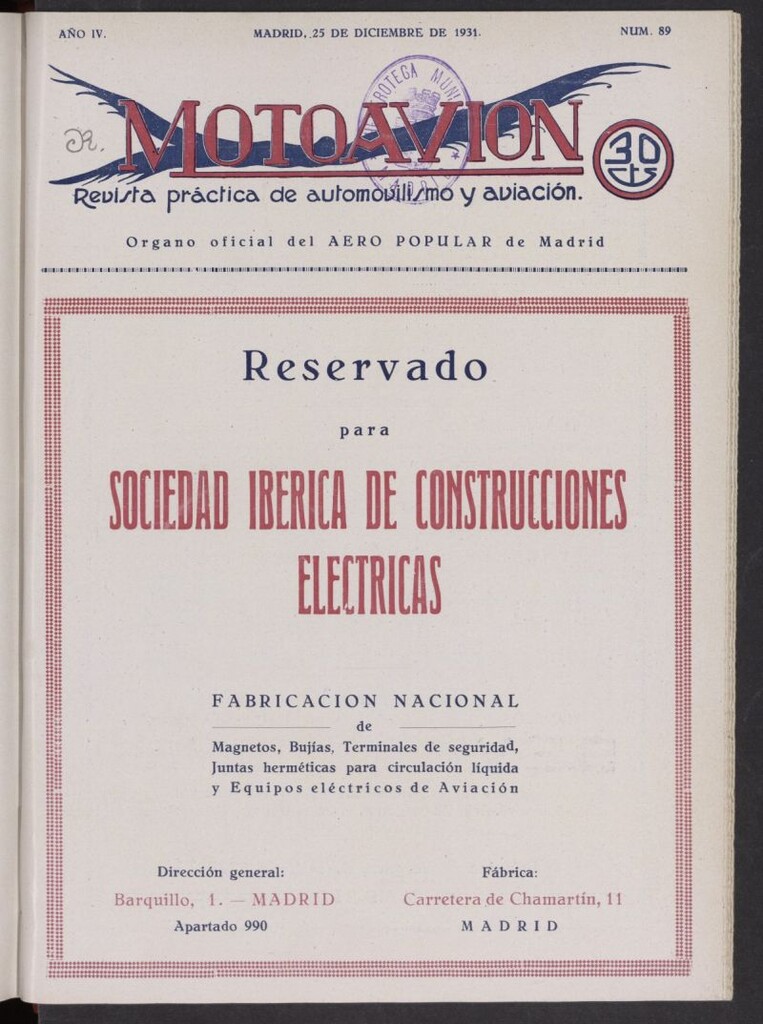 AÑO IV. MADRID, 25 DE DICIEMBRE DE 1931. NUM. 89
MOTOAVION
30 cts
Revista práctica de automovilismo y aviación.
Organo oficial del AERO POPULAR de Madrid
Reservado
para
SOCIEDAD IBERICA DE CONSTRUCCIONES
ELECTRICAS
FABRICACION NACIONAL
de
Magnetos, Bujías, Terminales de seguridad,
Juntas herméticas para circulación líquida
y Equipos eléctricos de Aviación
Dirección general: Fábrica:
Barquillo, 1. — MADRID Carretera de Chamartín, 11
Apartado 990 MADRID